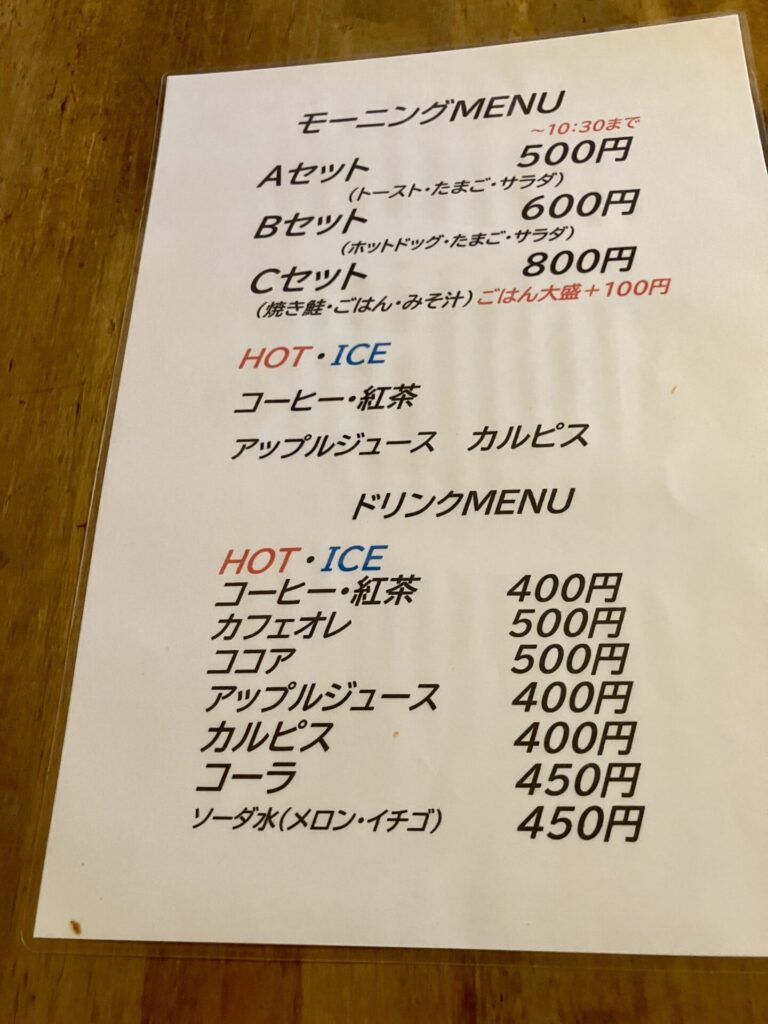 モーニングMENU
～10:30まで
Aセット 500円
(トースト・たまご・サラダ)
Bセット 600円
(ホットドッグ・たまご・サラダ)
Cセット 800円
(焼き鮭・ごはん・みそ汁) ごはん大盛＋100円
HOT・ICE
コーヒー・紅茶
アップルジュース カルピス
ドリンクMENU
HOT・ICE
コーヒー・紅茶 400円
カフェオレ 500円
ココア 500円
アップルジュース 400円
カルピス 400円
コーラ 450円
ソーダ水(メロン・イチゴ) 450円